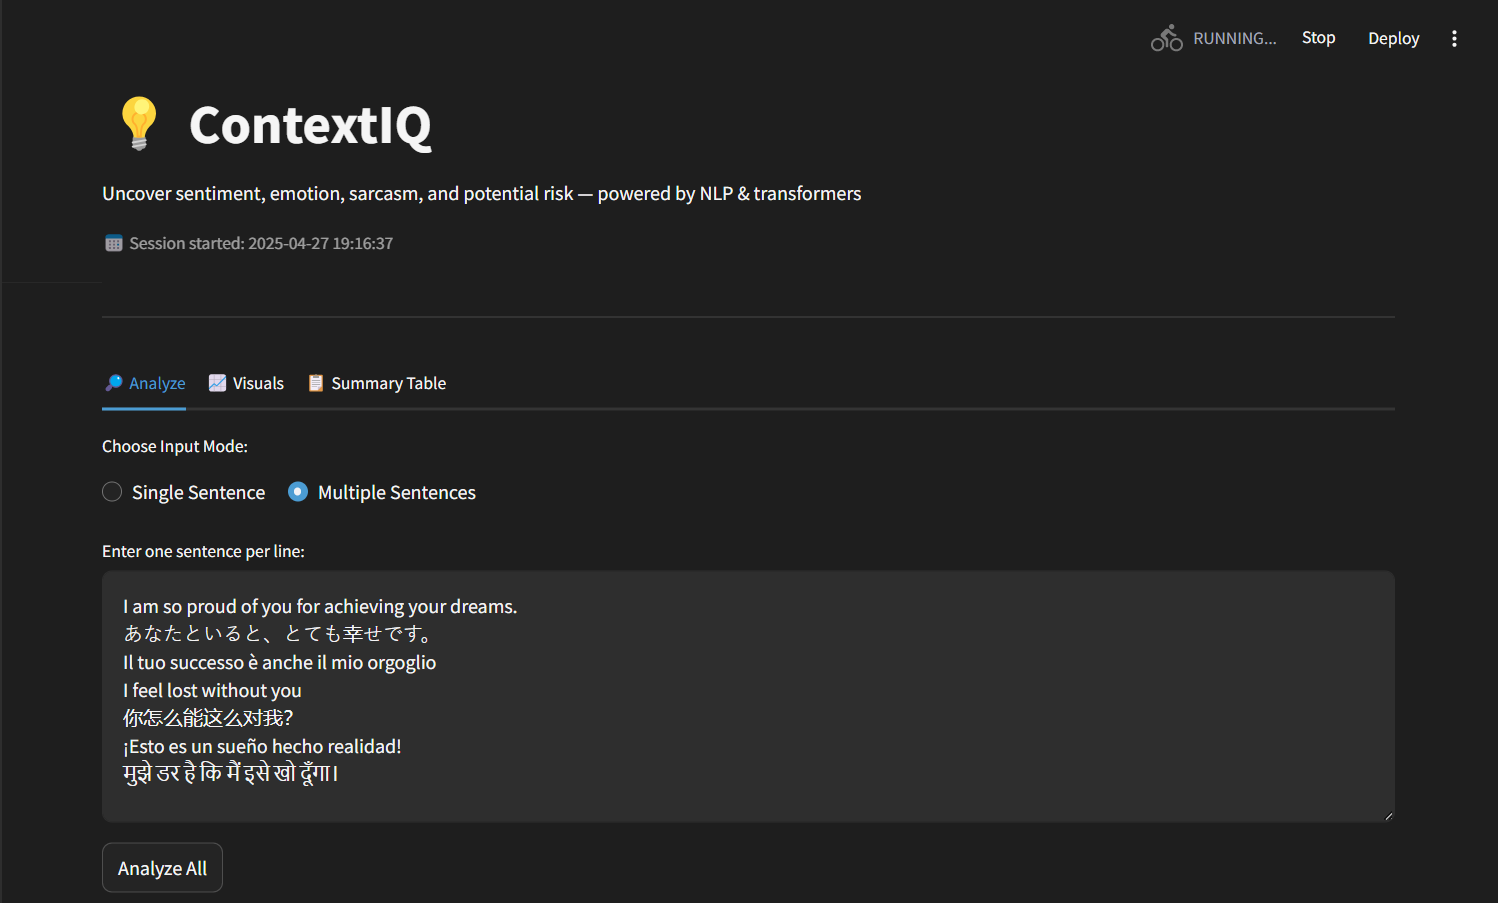 RUNNING...
Stop
Deploy
ContextIQ
Uncover sentiment, emotion, sarcasm, and potential risk — powered by NLP & transformers
Session started: 2025-04-27 19:16:37
Analyze
Visuals
Summary Table
Choose Input Mode:
Single Sentence
Multiple Sentences
Enter one sentence per line:
I am so proud of you for achieving your dreams.
あなたといると、とても幸せです。
Il tuo successo è anche il mio orgoglio
I feel lost without you
你怎么能这么对我?
¡Esto es un sueño hecho realidad!
मुझे डर है कि मैं इसे खो दूँगा।
Analyze All